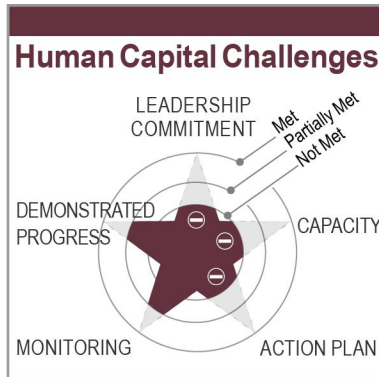 Human Capital Challenges
LEADERSHIP
COMMITMENT
Met
Partially Met
Not Met
DEMONSTRATED
PROGRESS
CAPACITY
MONITORING
ACTION PLAN